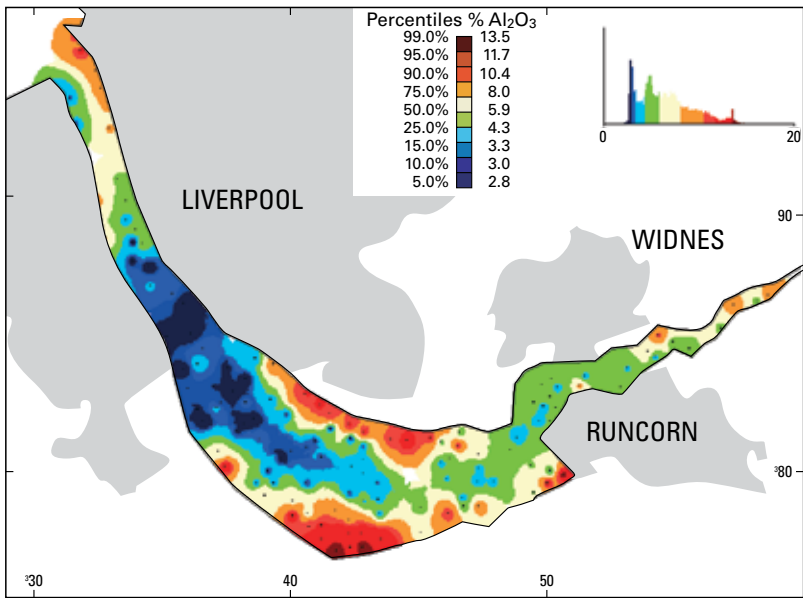 Percentiles % Al₂O₃
99.0% 13.5
95.0% 11.7
90.0% 10.4
75.0% 8.0
50.0% 5.9
25.0% 4.3
15.0% 3.3
10.0% 3.0
5.0% 2.8
0 20
LIVERPOOL
90
WIDNES
RUNCORN
³80
³30 40 50